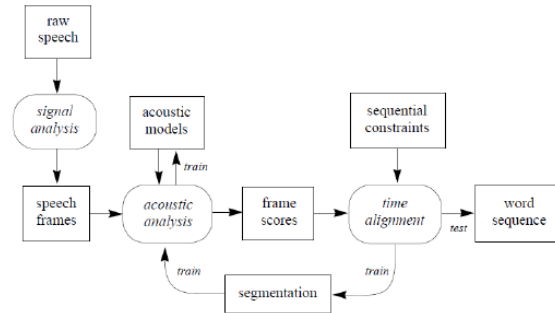 raw
speech
signal
analysis
acoustic
models
train
sequential
constraints
speech
frames
acoustic
analysis
frame
scores
time
alignment
test
word
sequence
train
segmentation
train